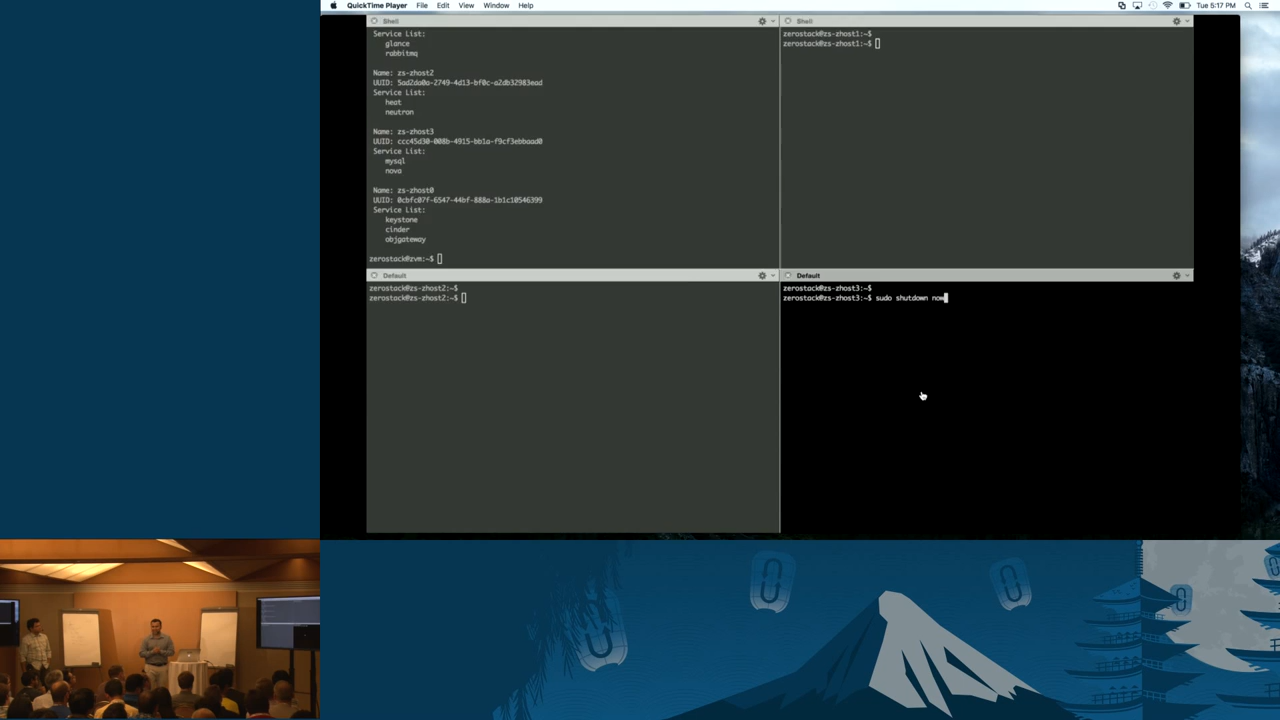 QuickTime Player File Edit View Window Help Tue 5:17 PM
Shell
Service List:
glance
rabbitmq
Name: zs-zhost2
UUID: 5ad2da0a-2749-4d13-bf0c-a2db32983ead
Service List:
heat
neutron
Name: zs-zhost3
UUID: ccc45d30-008b-4915-bb1a-f9cf3ebbaad0
Service List:
mysql
nova
Name: zs-zhost0
UUID: 0cbfc07f-6547-44bf-888a-1b1c10546399
Service List:
keystone
cinder
objgateway
zerostack@zvm:~$
Shell
zerostack@zs-zhost1:~$
zerostack@zs-zhost1:~$
Default
zerostack@zs-zhost2:~$
zerostack@zs-zhost2:~$
Default
zerostack@zs-zhost3:~$
zerostack@zs-zhost3:~$ sudo shutdown now